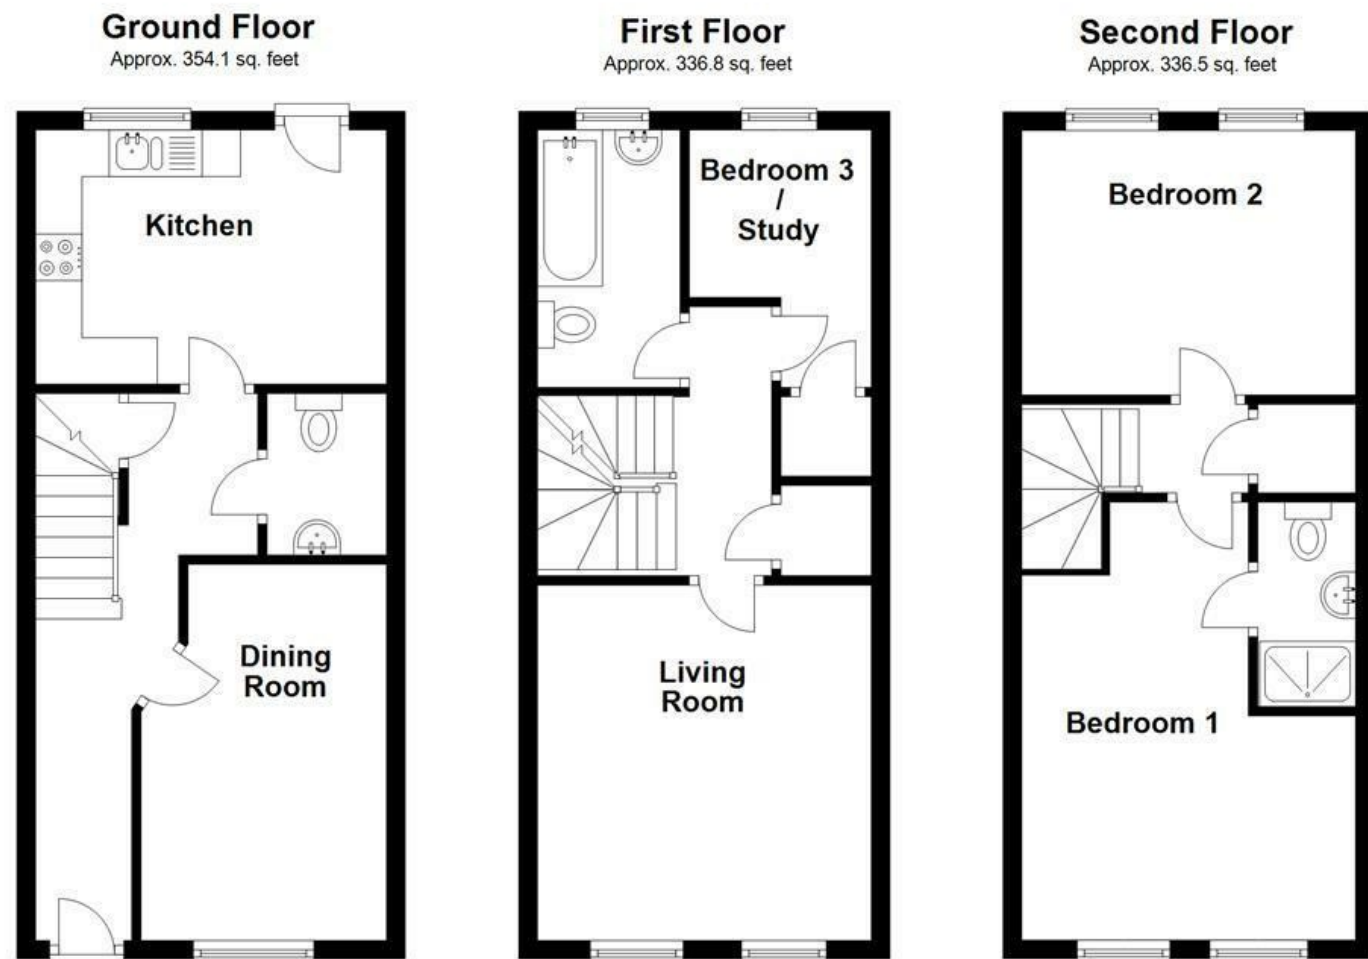 Ground Floor
Approx. 354.1 sq. feet
Kitchen
Dining
Room
First Floor
Approx. 336.8 sq. feet
Bedroom 3
/
Study
Living
Room
Second Floor
Approx. 336.5 sq. feet
Bedroom 2
Bedroom 1